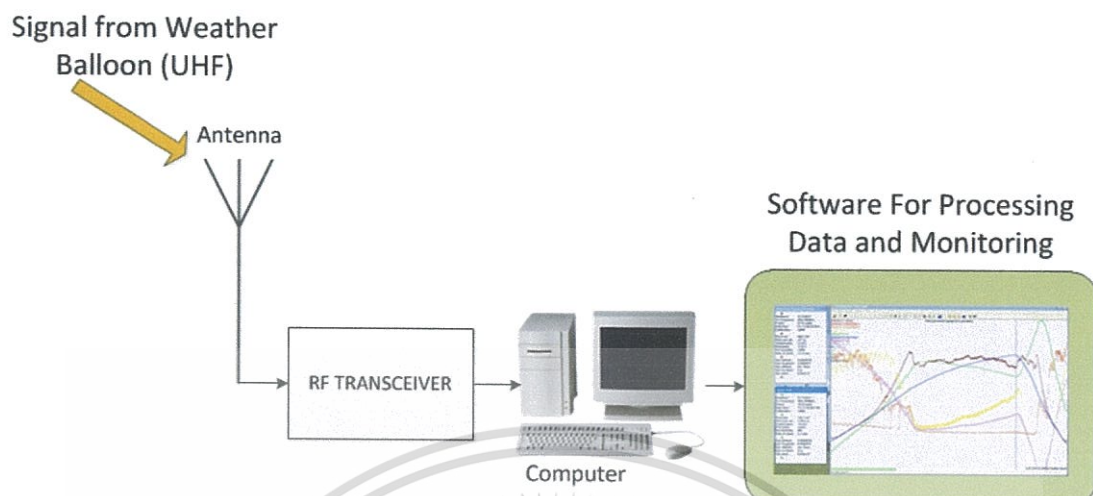 Signal from Weather
Balloon (UHF)
Antenna
Software For Processing
Data and Monitoring
RF TRANSCEIVER
Computer